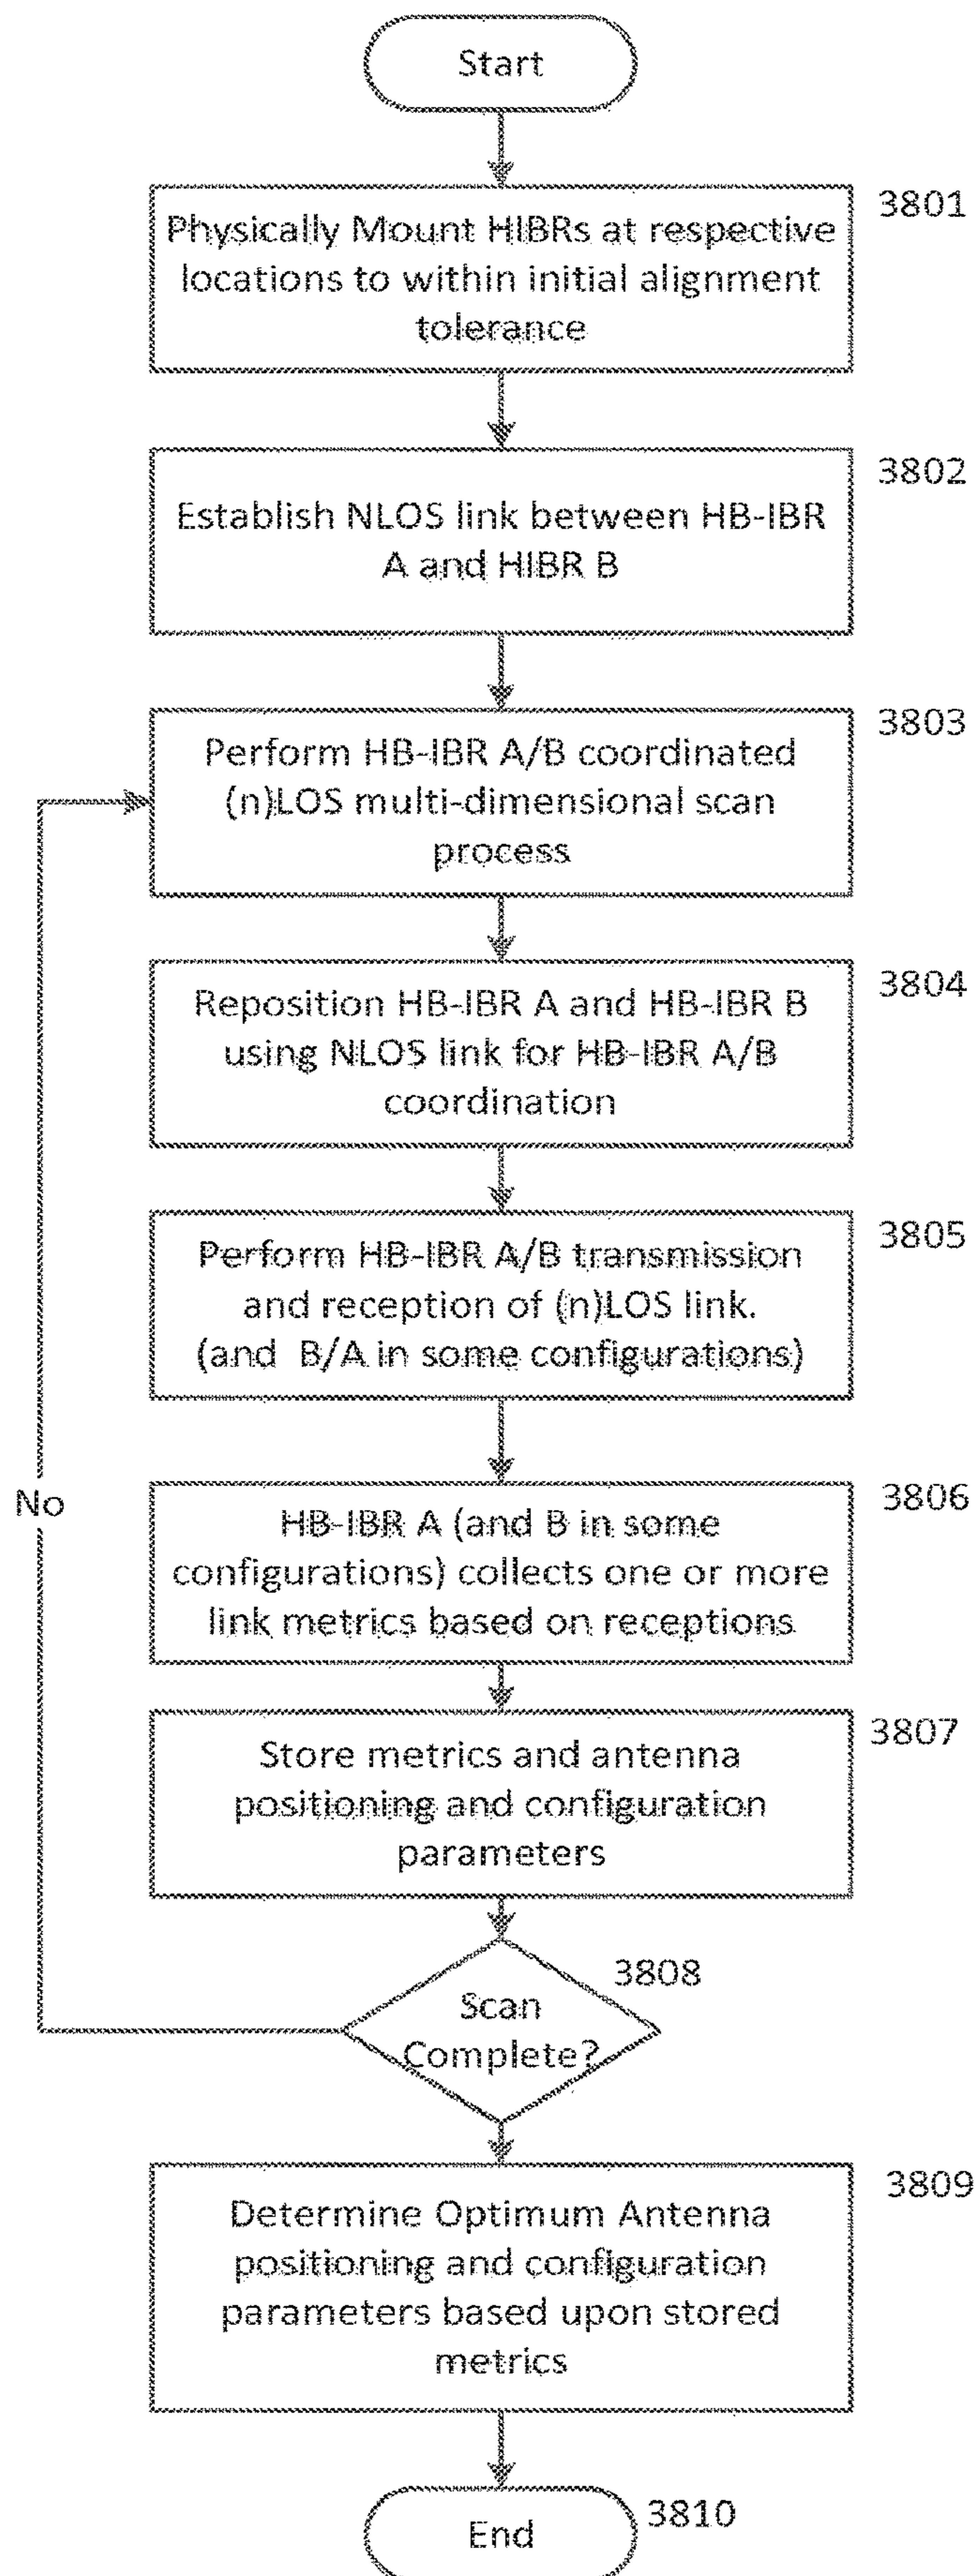 Start
3801
Physically Mount HIBRs at respective
locations to within initial alignment
tolerance
3802
Establish NLOS link between HB-IBR
A and HIBR B
3803
Perform HB-IBR A/B coordinated
(n)LOS multi-dimensional scan
process
3804
Reposition HB-IBR A and HB-IBR B
using NLOS link for HB-IBR A/B
coordination
3805
Perform HB-IBR A/B transmission
and reception of (n)LOS link.
(and B/A in some configurations)
No
3806
HB-IBR A (and B in some
configurations) collects one or more
link metrics based on receptions
3807
Store metrics and antenna
positioning and configuration
parameters
3808
Scan
Complete?
3809
Determine Optimum Antenna
positioning and configuration
parameters based upon stored
metrics
3810
End